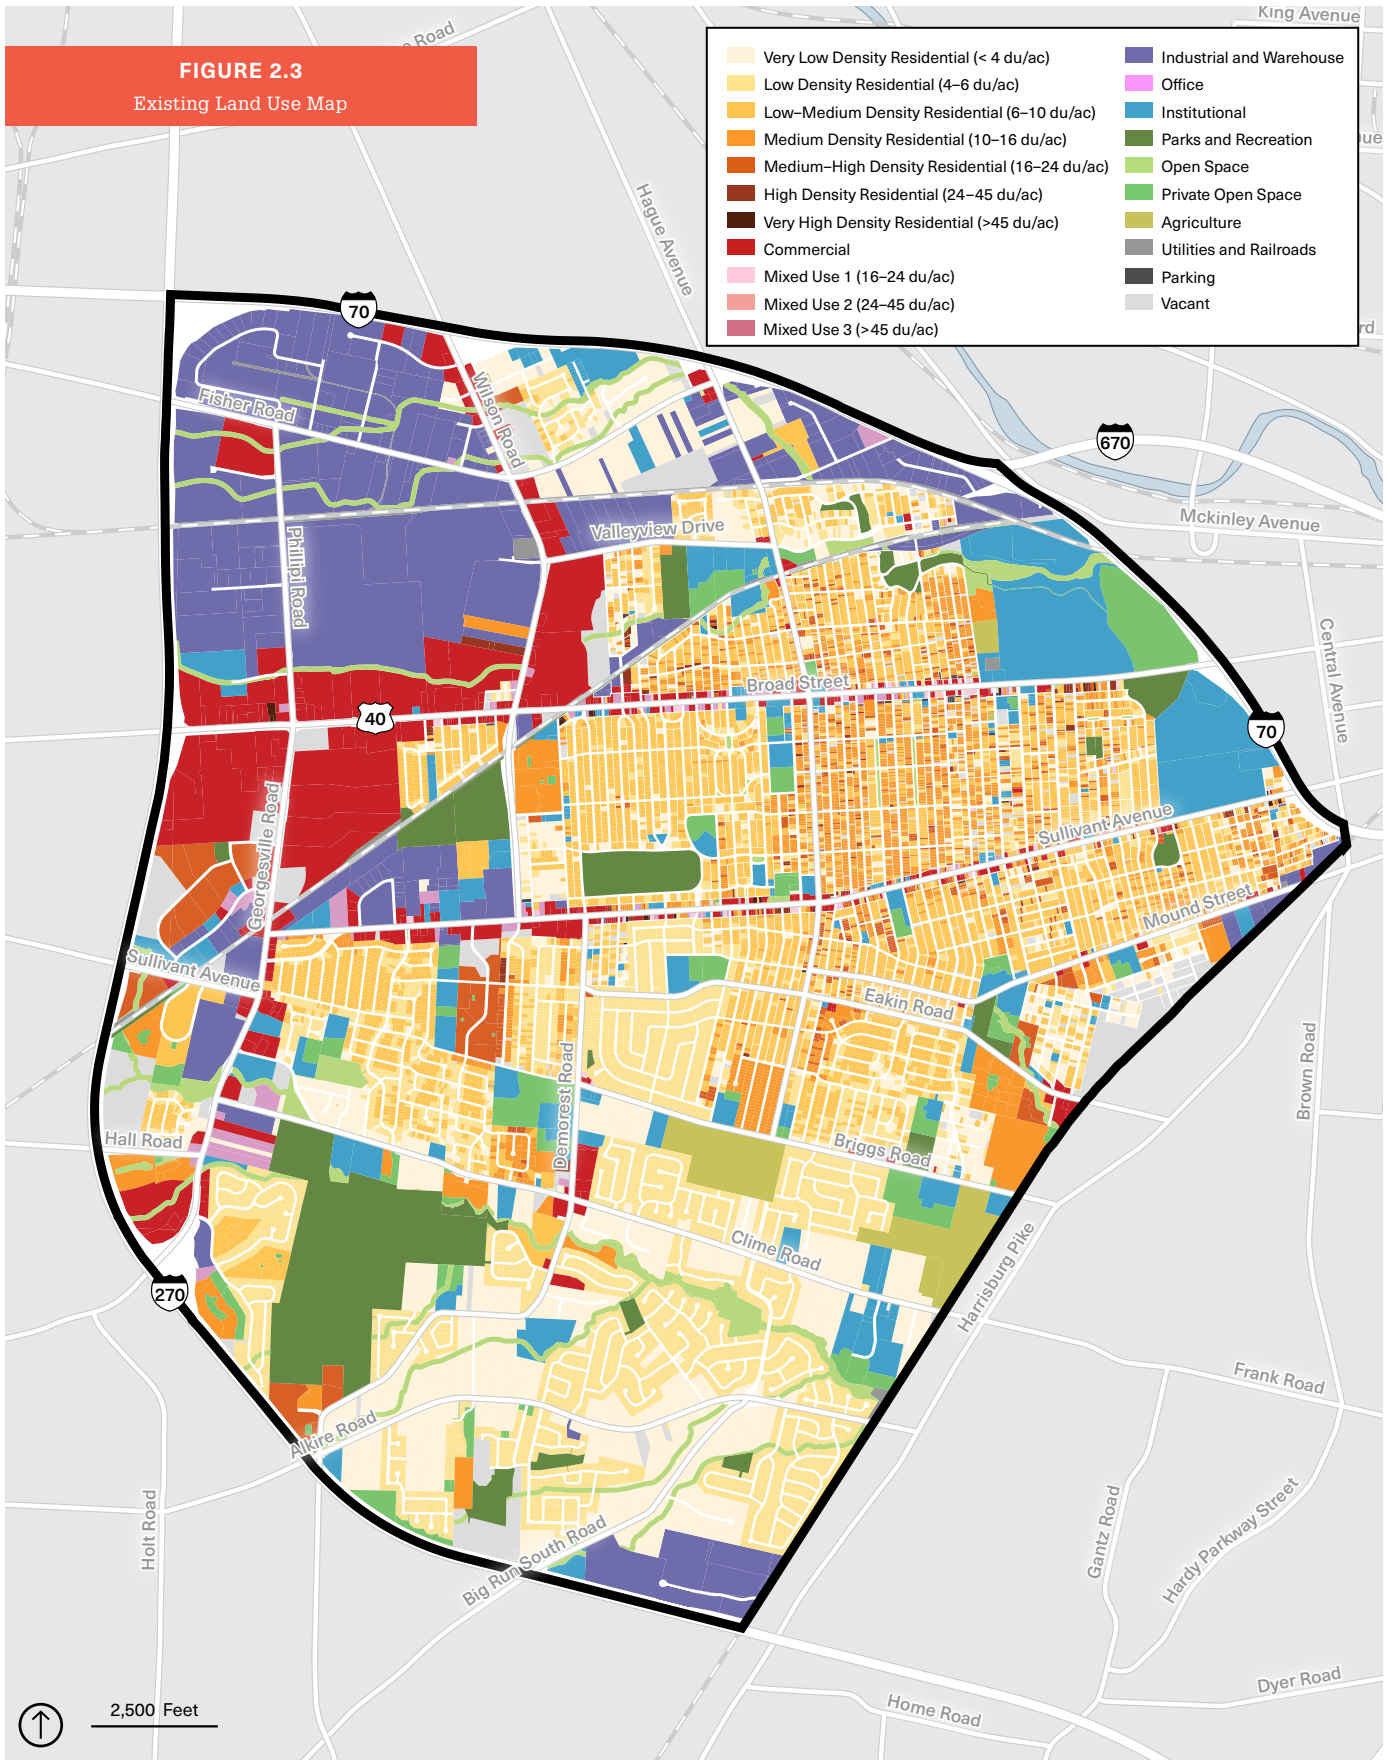 King Avenue
Road
FIGURE 2.3
Existing Land Use Map
Very Low Density Residential (< 4 du/ac)
Low Density Residential (4–6 du/ac)
Low–Medium Density Residential (6–10 du/ac)
Medium Density Residential (10–16 du/ac)
Medium–High Density Residential (16–24 du/ac)
High Density Residential (24–45 du/ac)
Very High Density Residential (>45 du/ac)
Commercial
Mixed Use 1 (16–24 du/ac)
Mixed Use 2 (24–45 du/ac)
Mixed Use 3 (>45 du/ac)
Industrial and Warehouse
Office
Institutional
Parks and Recreation
Open Space
Private Open Space
Agriculture
Utilities and Railroads
Parking
Vacant
Hague Avenue
70
Wilson Road
Fisher Road
670
Mckinley Avenue
Valleyview Drive
Phillipi Road
Central Avenue
Broad Street
40
70
Georgesville Road
Sullivant Avenue
Mound Street
Sullivant Avenue
Eakin Road
Demorest Road
Brown Road
Hall Road
Briggs Road
Clime Road
Harrisburg Pike
270
Frank Road
Alkire Road
Holt Road
Gantz Road
Hardy Parkway Street
Big Run South Road
Dyer Road
Home Road
2,500 Feet